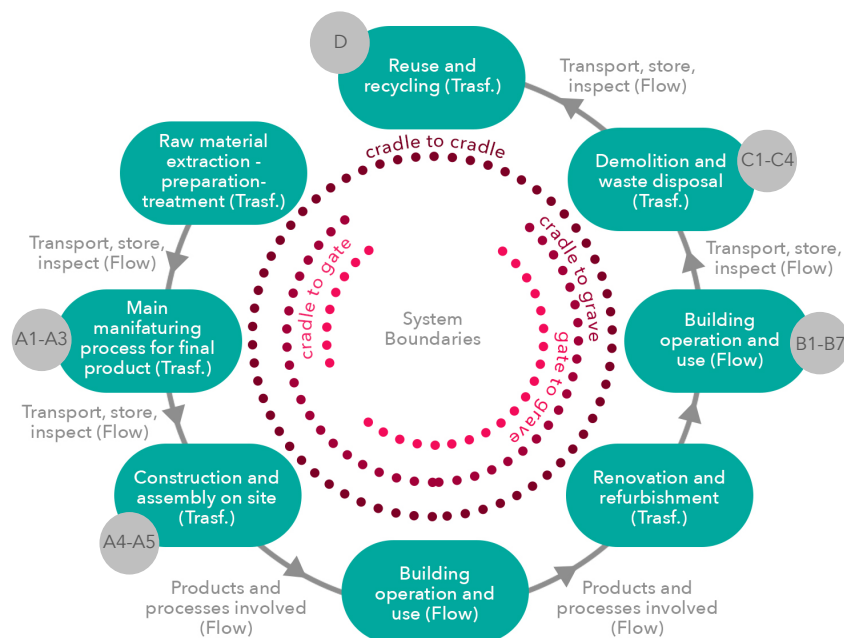 D
Reuse and
recycling (Trasf.)
Transport, store,
inspect (Flow)
Raw material
extraction -
preparation-
treatment (Trasf.)
cradle to cradle
Demolition and
waste disposal
(Trasf.)
C1-C4
Transport, store,
inspect (Flow)
cradle to gate
cradle to grave
Transport, store,
inspect (Flow)
A1-A3
Main
manifaturing
process for final
product (Trasf.)
System
Boundaries
gate to grave
Building
operation and
use (Flow)
B1-B7
Transport, store,
inspect (Flow)
Construction and
assembly on site
(Trasf.)
A4-A5
Renovation and
refurbishment
(Trasf.)
Products and
processes involved
(Flow)
Building
operation and
use (Flow)
Products and
processes involved
(Flow)